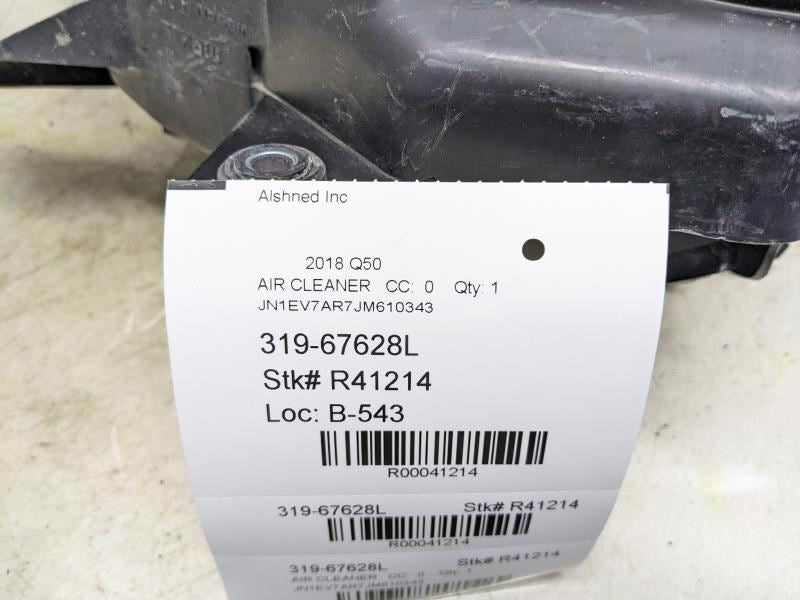 Alshned Inc
2018 Q50
AIR CLEANER CC: 0 Qty: 1
JN1EV7AR7JM610343
319-67628L
Stk# R41214
Loc: B-543
R00041214
319-67628L Stk# R41214
R00041214
319-67628L Stk# R41214
AIR CLEANER CC: 0 Qty: 1
JN1EV7AR7JM610343